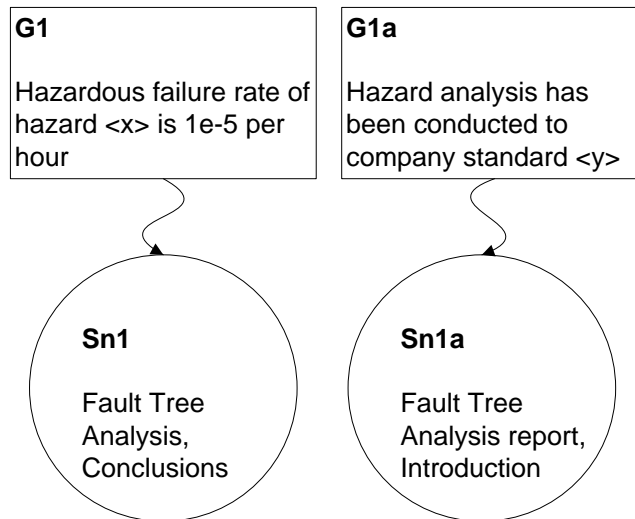 G1
Hazardous failure rate of
hazard <x> is 1e-5 per
hour
G1a
Hazard analysis has
been conducted to
company standard <y>
Sn1
Fault Tree
Analysis,
Conclusions
Sn1a
Fault Tree
Analysis report,
Introduction